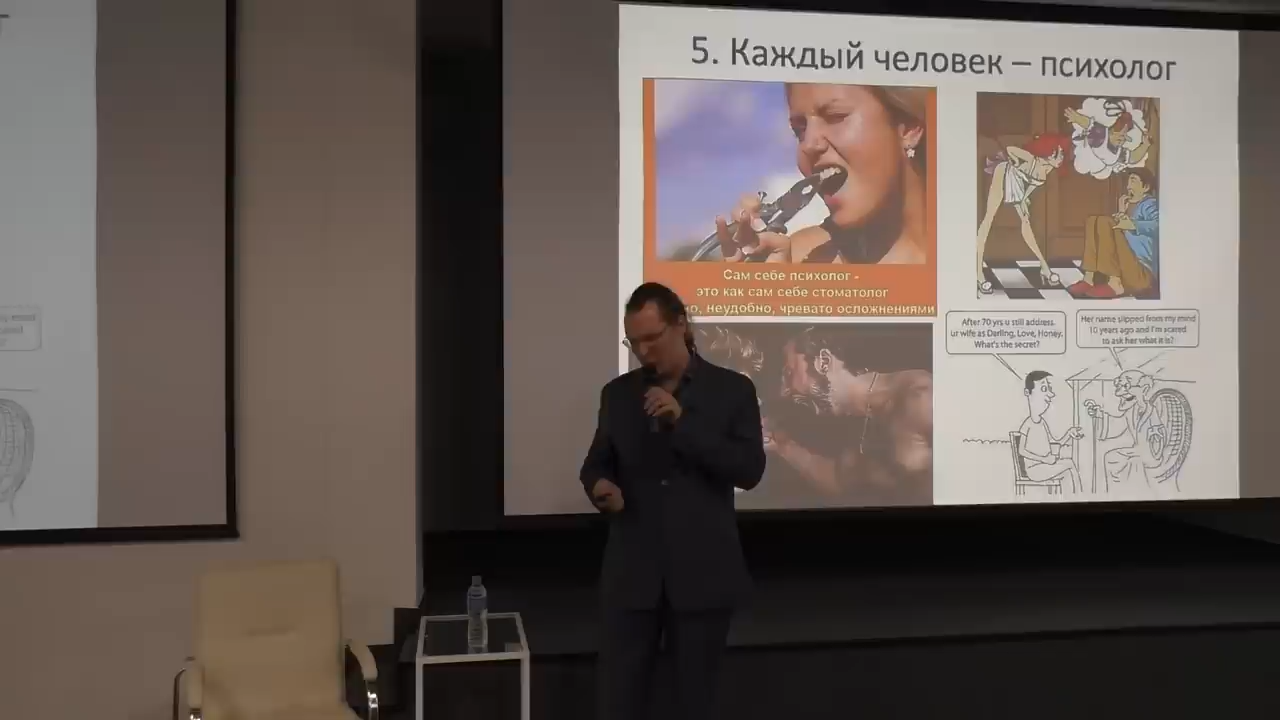 5. Каждый человек – психолог
Сам себе психолог -
это как сам себе стоматолог
неудобно, чревато осложнениями
After 70 yrs u still address
ur wife as Darling, Love, Honey.
What's the secret?
Her name slipped from my mind
10 years ago and I'm scared
to ask her what it is?